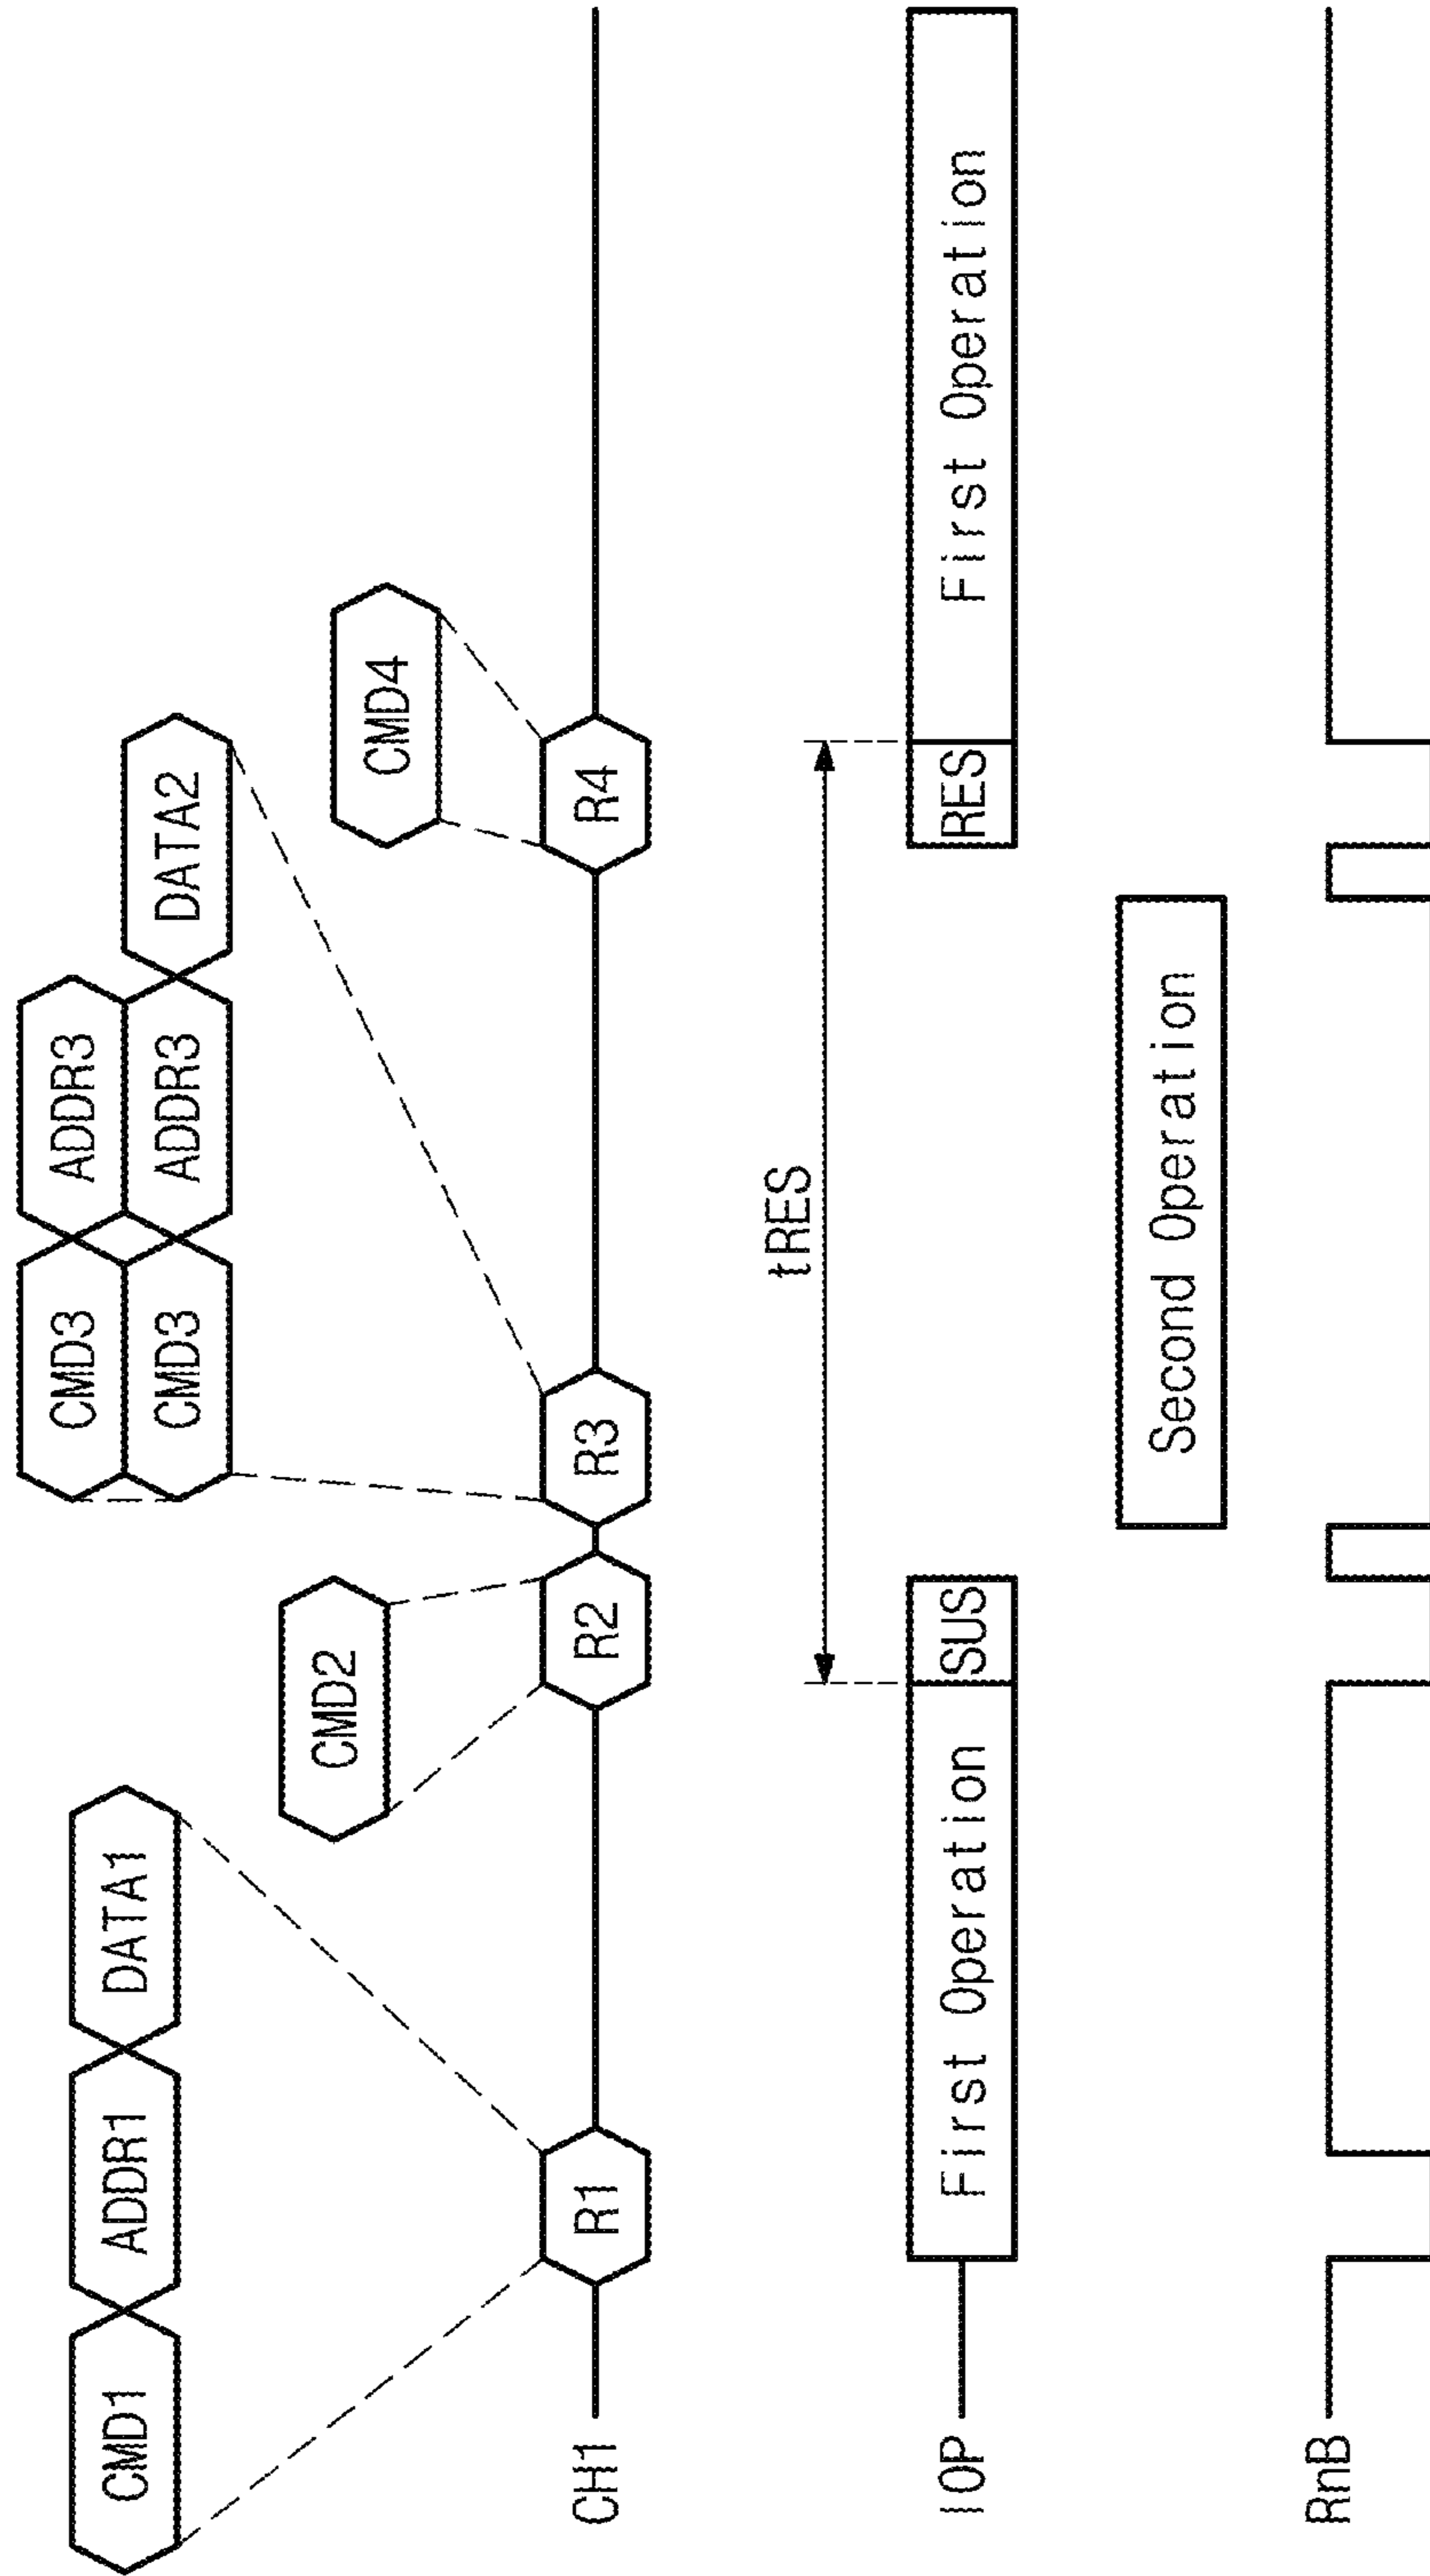 CMD3 ADDR3
CMD1 ADDR1 DATA1
CMD3 ADDR3 DATA2
CMD2
CMD4
CH1 R1 R2 R3 R4
tRES
IOP First Operation SUS RES First Operation
Second Operation
RnB